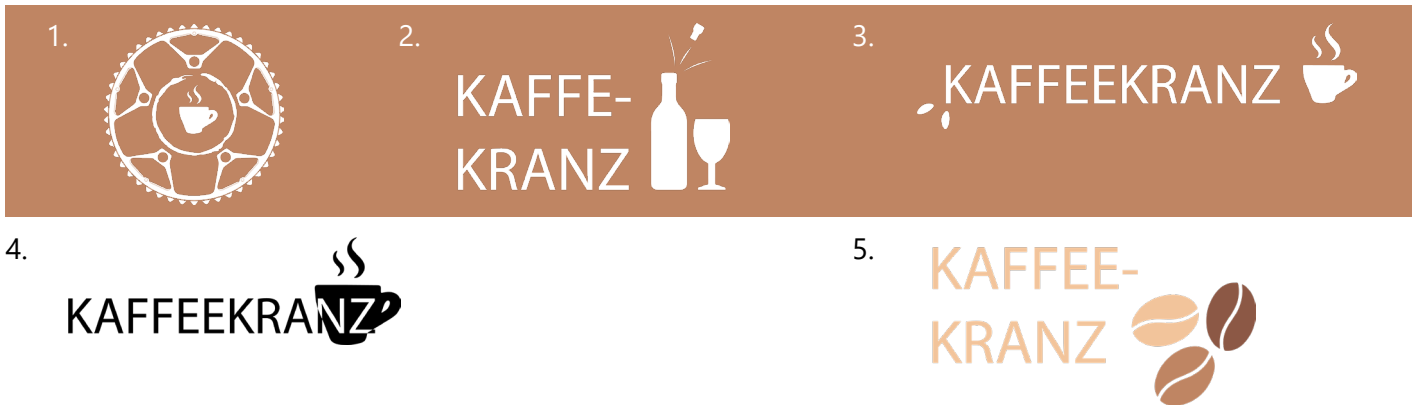 1.
2.
KAFFE-
KRANZ
3.
KAFFEEKRANZ
4.
KAFFEEKRANZ
5.
KAFFEE-
KRANZ